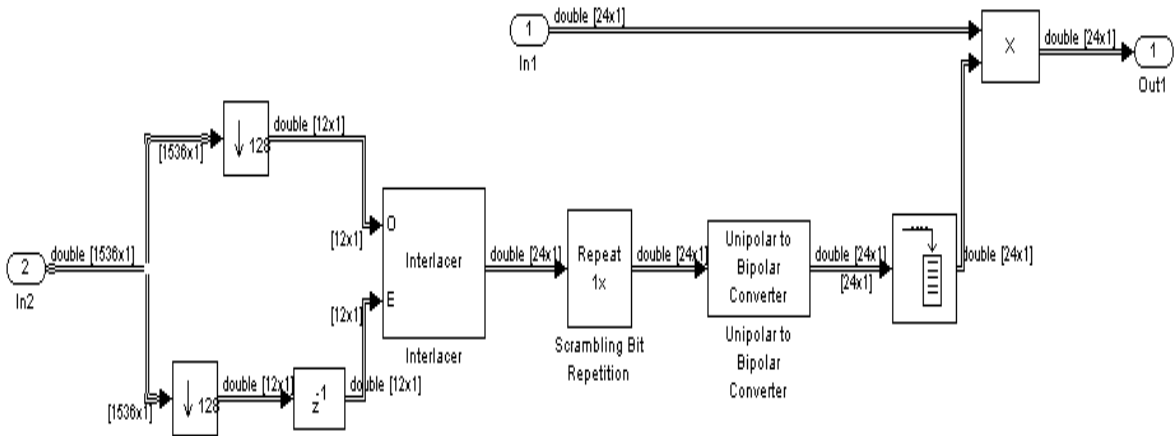 double [24x1]
1
In1
X
double [24x1]
1
Out1
double [12x1]
[1536x1]
128
double [1536x1]
2
In2
[12x1]
O
Interlacer
E
[12x1]
Interlacer
double [24x1]
Repeat
1x
Scrambling Bit
Repetition
double [24x1]
Unipolar to
Bipolar
Converter
Unipolar to
Bipolar
Converter
double [24x1]
[24x1]
double [24x1]
[1536x1]
128
double [12x1]
z-1
double [12x1]